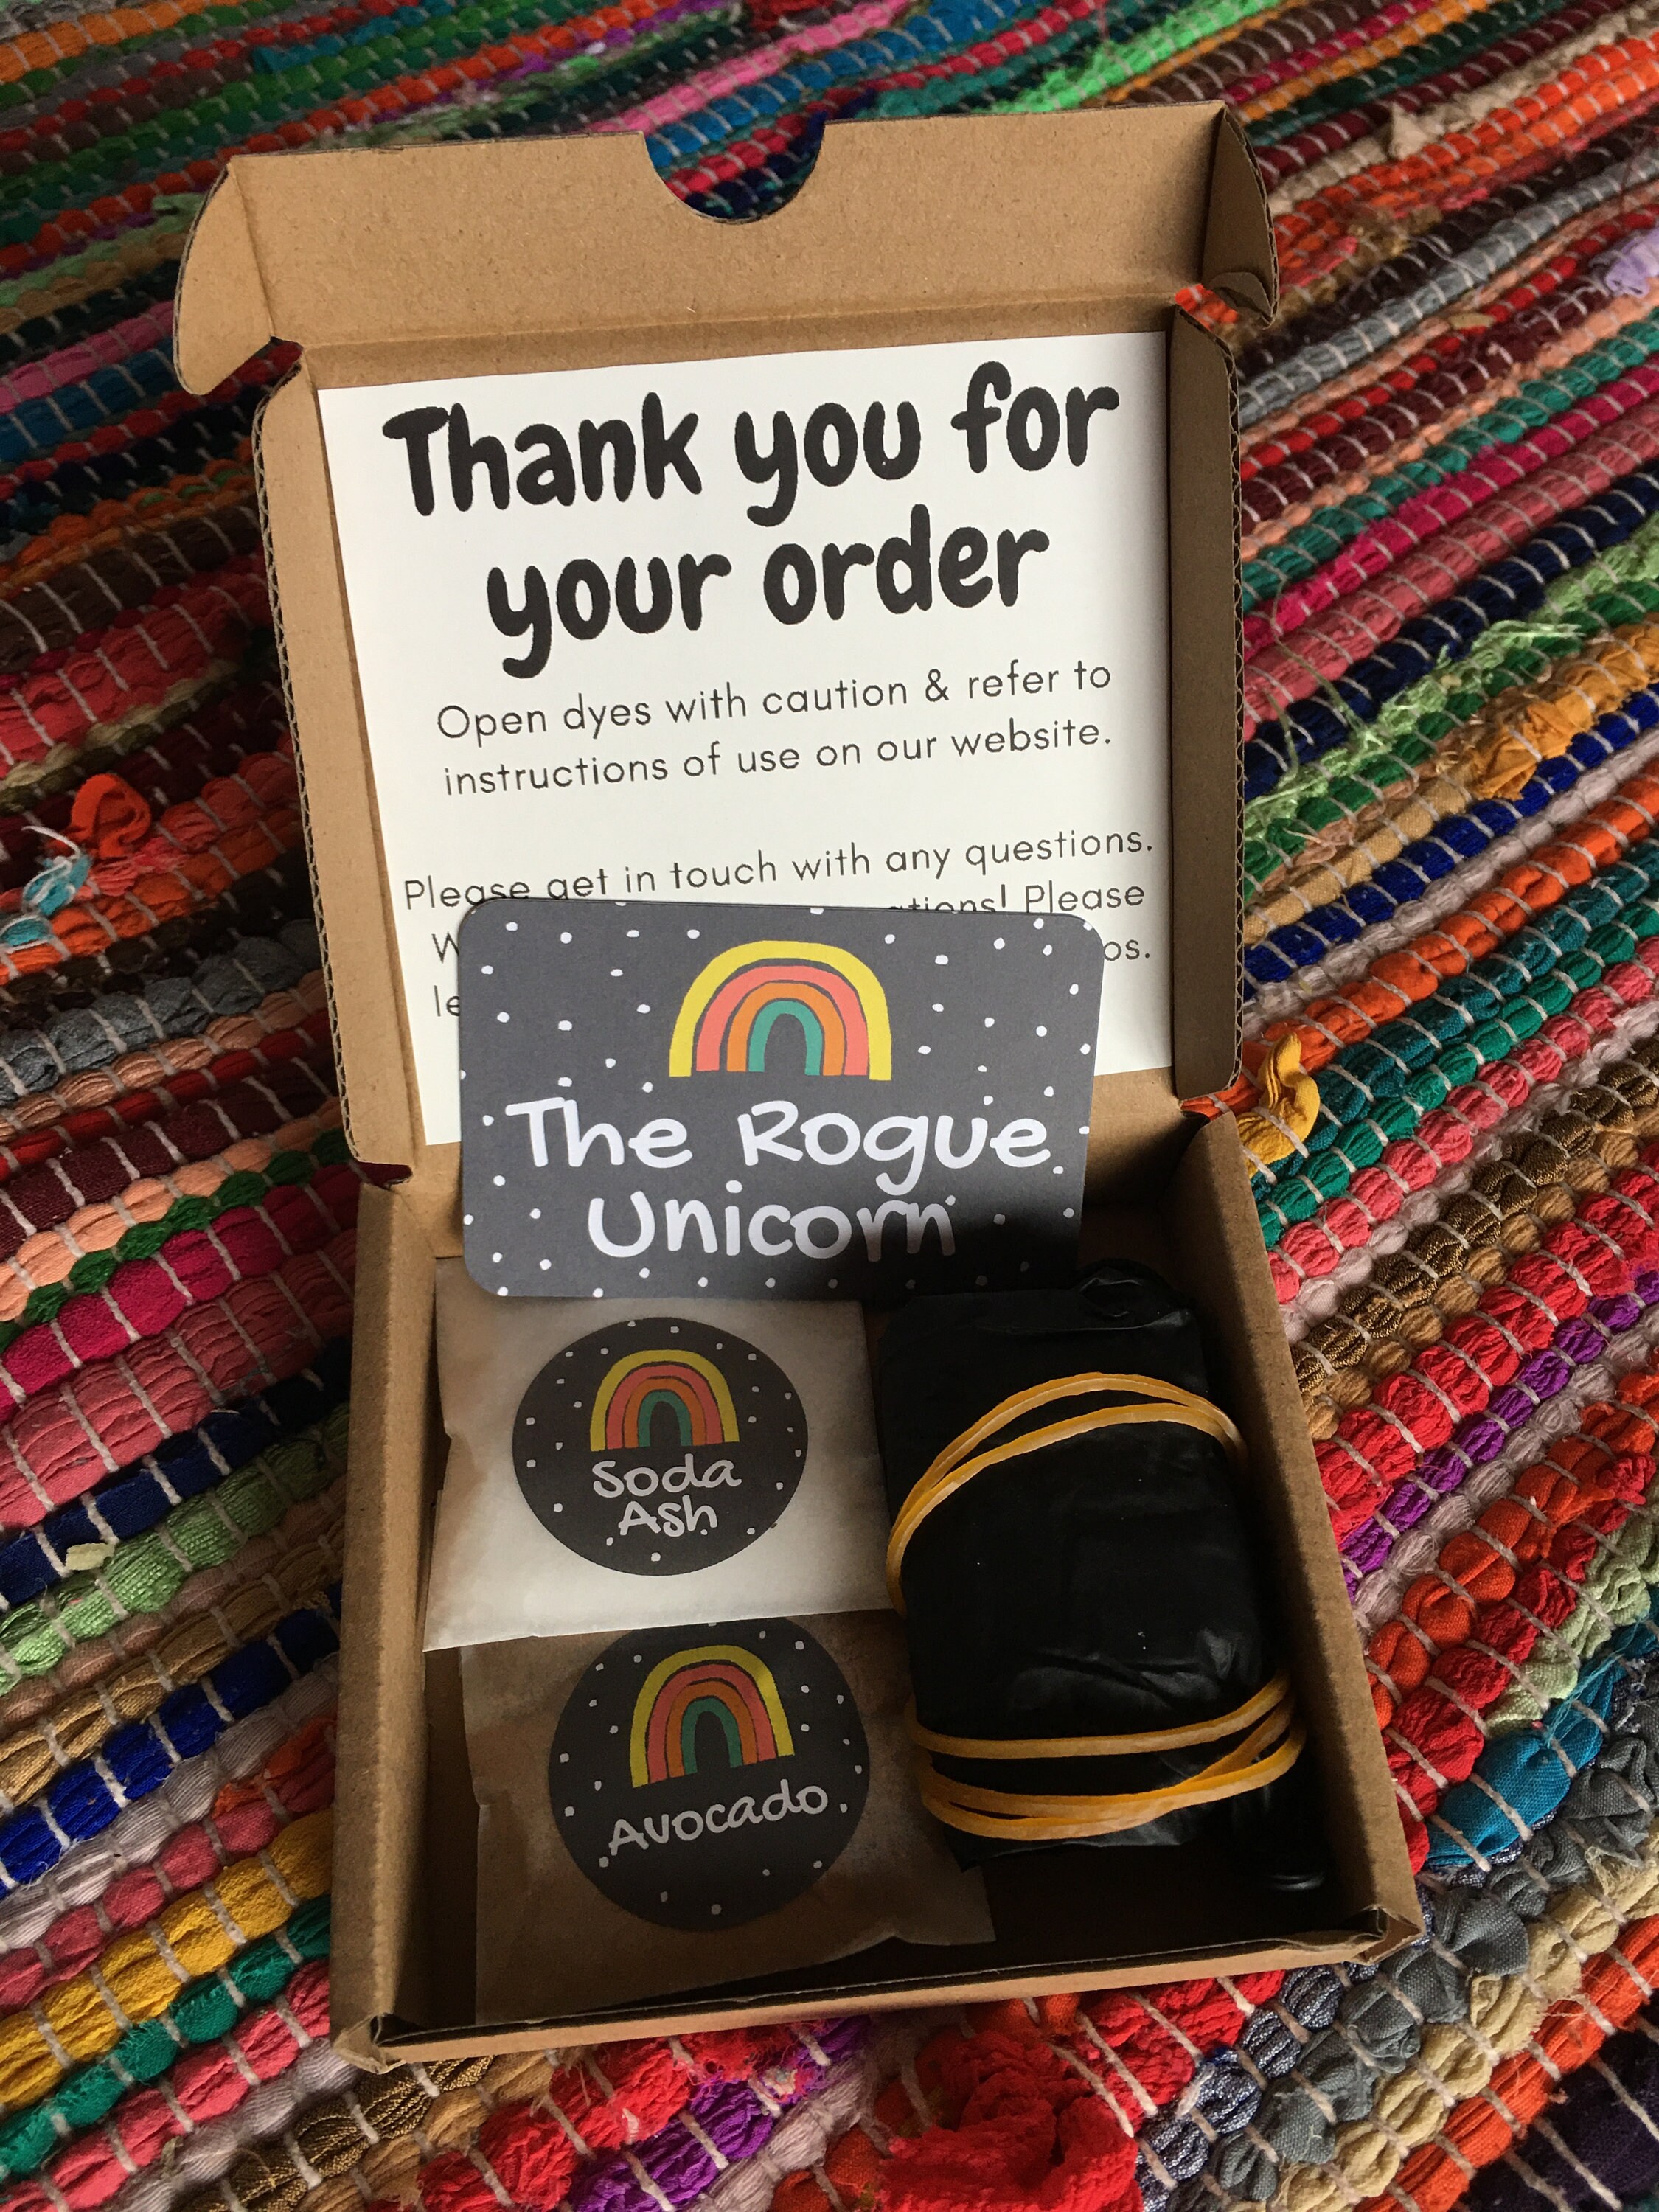 Thank you for
your order
Open dyes with caution & refer to
instructions of use on our website.
Please get in touch with any questions.
Please
The Rogue
Unicorn
Soda
Ash
Avocado